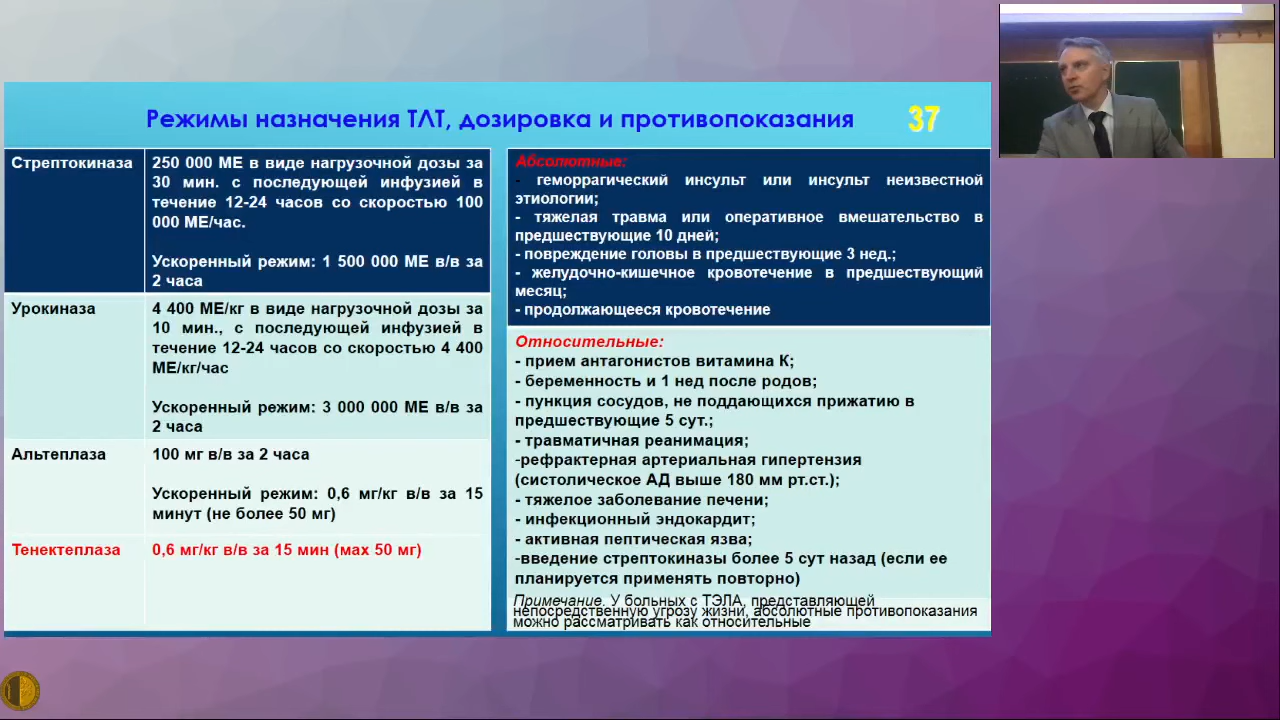 Режимы назначения ТЛТ, дозировка и противопоказания
37
Стрептокиназа
250 000 МЕ в виде нагрузочной дозы за
30 мин. с последующей инфузией в
течение 12-24 часов со скоростью 100
000 МЕ/час.
Ускоренный режим: 1 500 000 МЕ в/в за
2 часа
Урокиназа
4 400 МЕ/кг в виде нагрузочной дозы за
10 мин., с последующей инфузией в
течение 12-24 часов со скоростью 4 400
МЕ/кг/час
Ускоренный режим: 3 000 000 МЕ в/в за
2 часа
Альтеплаза
100 мг в/в за 2 часа
Ускоренный режим: 0,6 мг/кг в/в за 15
минут (не более 50 мг)
Тенектеплаза
0,6 мг/кг в/в за 15 мин (мах 50 мг)
Абсолютные:
- геморрагический инсульт или инсульт неизвестной
этиологии;
- тяжелая травма или оперативное вмешательство в
предшествующие 10 дней;
- повреждение головы в предшествующие 3 нед.;
- желудочно-кишечное кровотечение в предшествующий
месяц;
- продолжающееся кровотечение
Относительные:
- прием антагонистов витамина К;
- беременность и 1 нед после родов;
- пункция сосудов, не поддающихся прижатию в
предшествующие 5 сут.;
- травматичная реанимация;
-рефрактерная артериальная гипертензия
(систолическое АД выше 180 мм рт.ст.);
- тяжелое заболевание печени;
- инфекционный эндокардит;
- активная пептическая язва;
-введение стрептокиназы более 5 сут назад (если ее
планируется применять повторно)
Примечание. У больных с ТЭЛА, представляющей
непосредственную угрозу жизни, абсолютные противопоказания
можно рассматривать как относительные